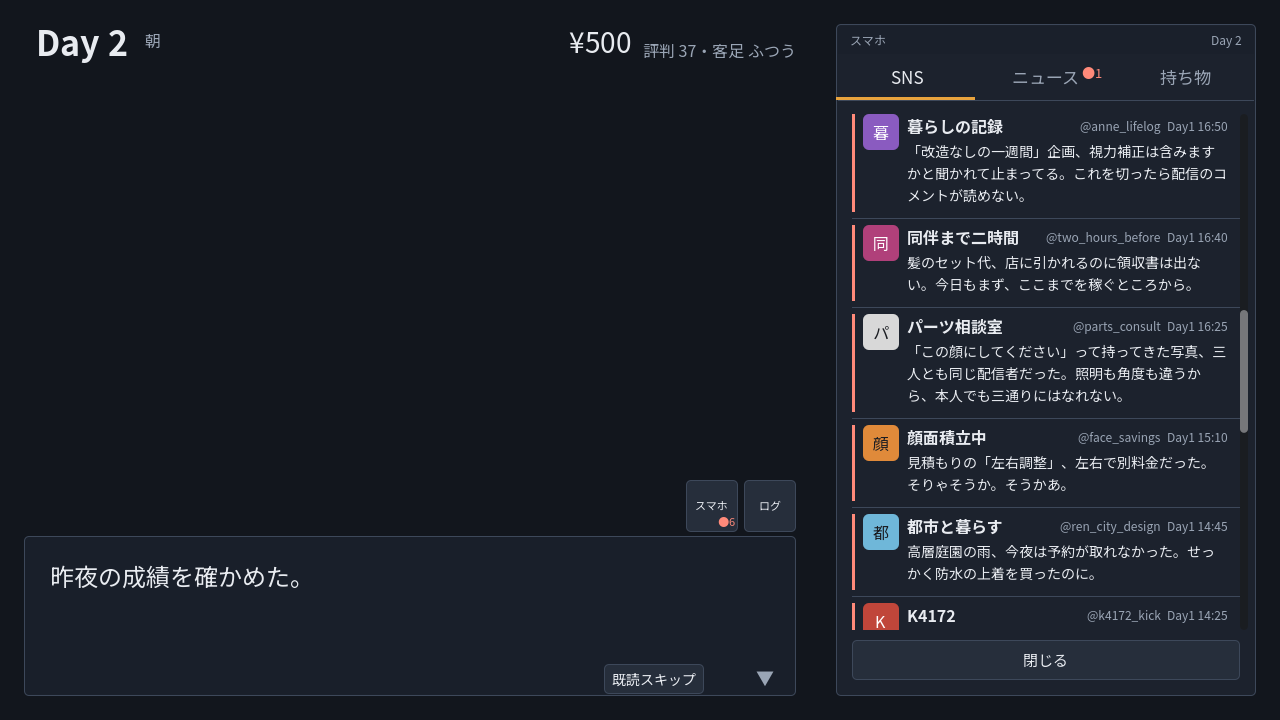 Day 2 朝
¥500 評判 37・客足 ふつう
スマホ
●6
ログ
昨夜の成績を確かめた。
既読スキップ
▼
スマホ Day 2
SNS ニュース ●1 持ち物
暮
暮らしの記録 @anne_lifelog Day1 16:50
「改造なしの一週間」企画、視力補正は含みます
かと聞かれて止まってる。これを切ったら配信のコ
メントが読めない。
同
同伴まで二時間 @two_hours_before Day1 16:40
髪のセット代、店に引かれるのに領収書は出な
い。今日もまず、ここまでを稼ぐところから。
パ
パーツ相談室 @parts_consult Day1 16:25
「この顔にしてください」って持ってきた写真、三
人とも同じ配信者だった。照明も角度も違うか
ら、本人でも三通りにはなれない。
顔
顔面積立中 @face_savings Day1 15:10
見積もりの「左右調整」、左右で別料金だった。
そりゃそうか。そうかあ。
都
都市と暮らす @ren_city_design Day1 14:45
高層庭園の雨、今夜は予約が取れなかった。せっ
かく防水の上着を買ったのに。
K
K4172 @k4172_kick Day1 14:25
閉じる